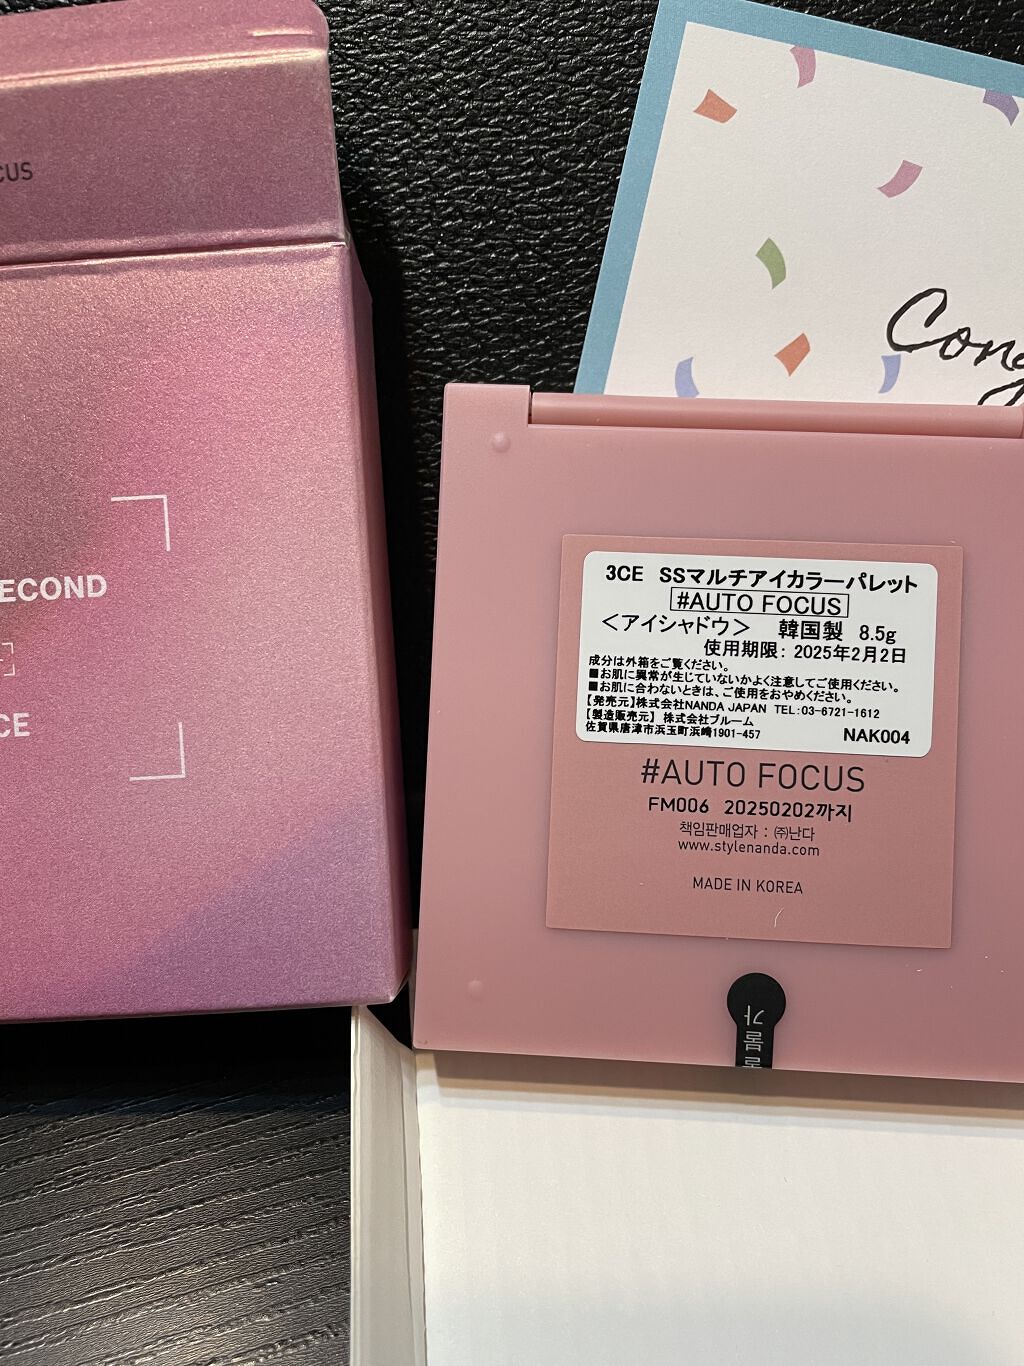 CUS
ECOND
CE
Cong
3CE SSマルチアイカラーパレット
#AUTO FOCUS
＜アイシャドウ＞ 韓国製 8.5g
使用期限: 2025年2月2日
成分は外箱をご覧ください。
■お肌に異常が生じていないかよく注意してご使用ください。
■お肌に合わないときは、ご使用をおやめください。
【発売元】株式会社NANDA JAPAN TEL:03-6721-1612
【製造販売元】 株式会社ブルーム
佐賀県唐津市浜玉町浜崎1901-457 NAK004
#AUTO FOCUS
FM006 20250202까지
책임판매업자 : ㈜난다
www.stylenanda.com
MADE IN KOREA